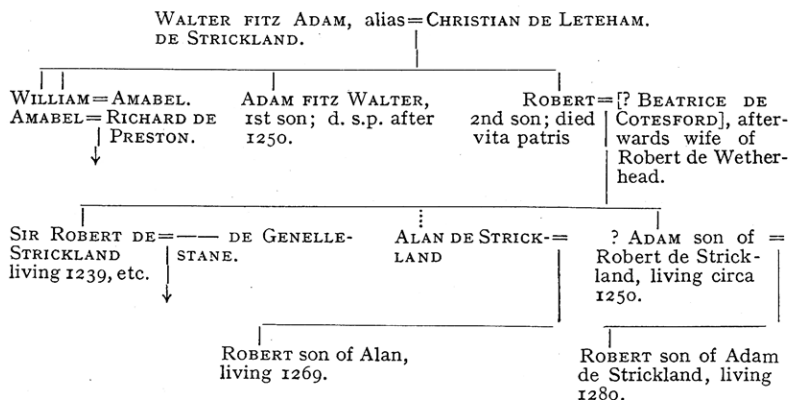 WALTER FITZ ADAM, alias = CHRISTIAN DE LETEHAM.
DE STRICKLAND.
WILLIAM = AMABEL.
AMABEL = RICHARD DE
PRESTON.
ADAM FITZ WALTER,
1st son; d. s.p. after
1250.
ROBERT = [? BEATRICE DE
2nd son; died
vita patris
COTESFORD], after-
wards wife of
Robert de Wether-
head.
SIR ROBERT DE = —— DE GENELLE-
STRICKLAND
living 1239, etc.
STANE.
ALAN DE STRICK- =
LAND
? ADAM son of =
Robert de Strick-
land, living circa
1250.
ROBERT son of Alan,
living 1269.
ROBERT son of Adam
de Strickland, living
1280.